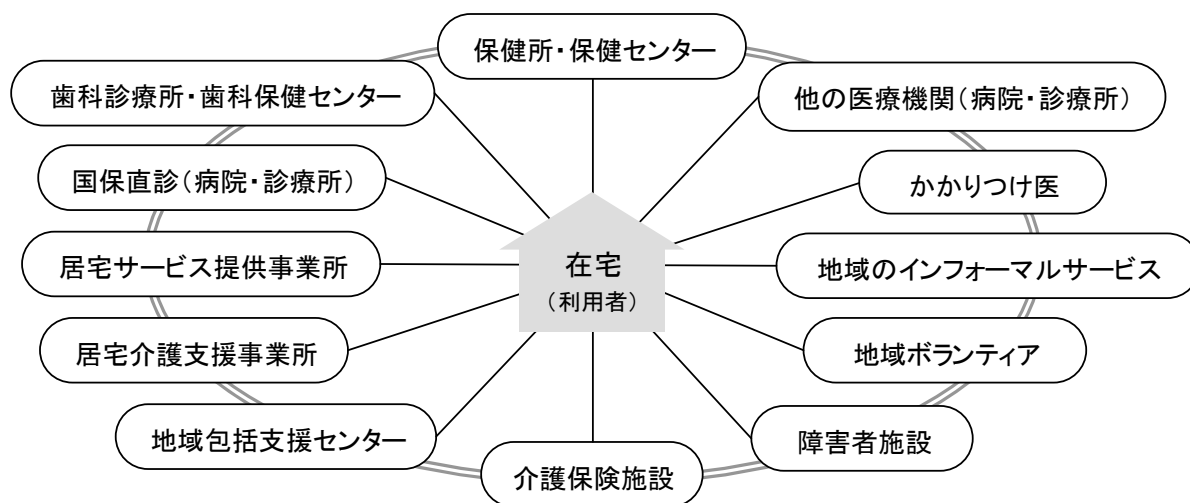 保健所・保健センター
歯科診療所・歯科保健センター
他の医療機関（病院・診療所）
国保直診（病院・診療所）
かかりつけ医
居宅サービス提供事業所
在宅
（利用者）
地域のインフォーマルサービス
居宅介護支援事業所
地域ボランティア
地域包括支援センター
障害者施設
介護保険施設